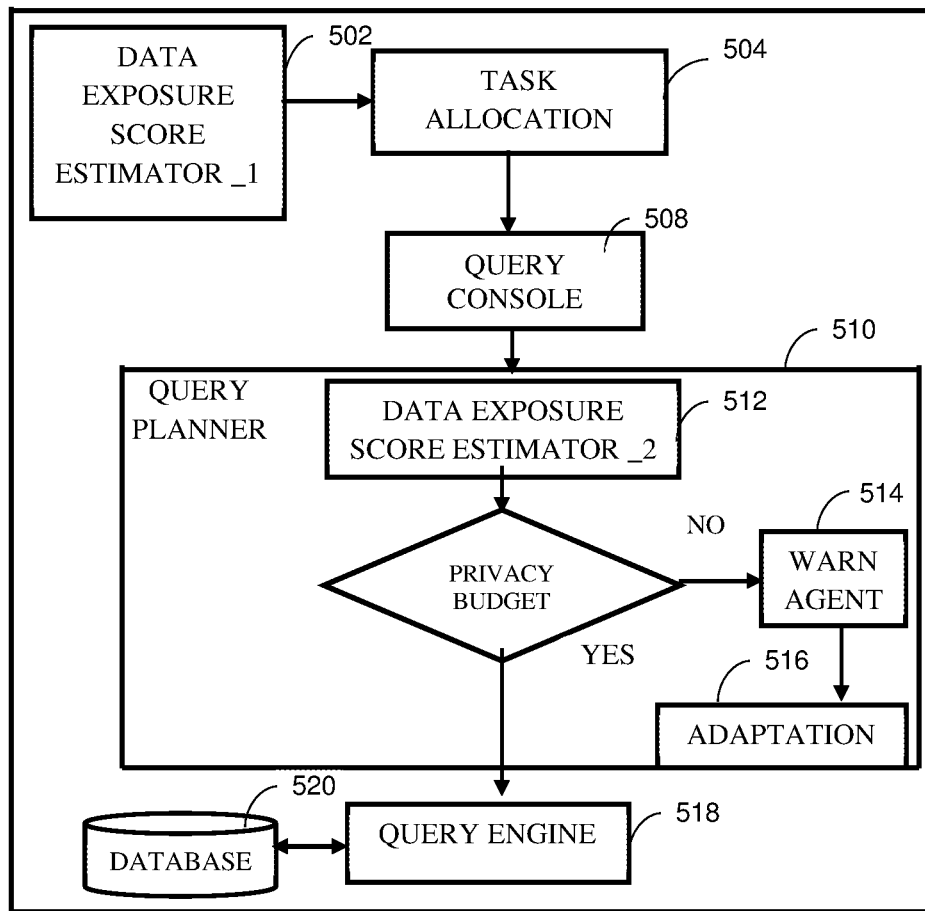 DATA
EXPOSURE
SCORE
ESTIMATOR _1
502
TASK
ALLOCATION
504
QUERY
CONSOLE
508
510
QUERY
PLANNER
DATA EXPOSURE
SCORE ESTIMATOR _2
512
PRIVACY
BUDGET
NO
YES
514
WARN
AGENT
516
ADAPTATION
520
DATABASE
QUERY ENGINE
518